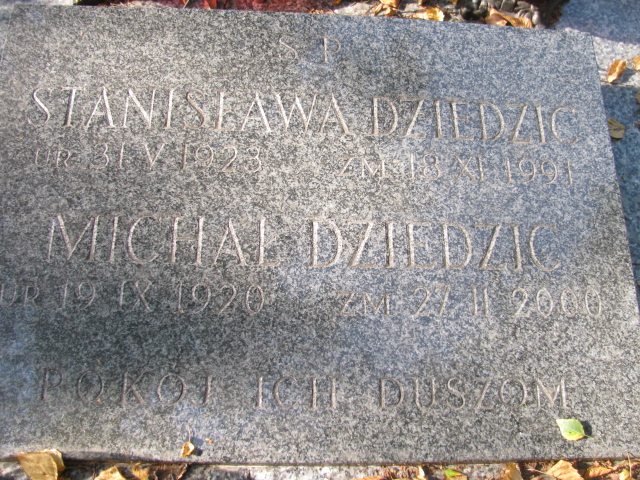 S P
STANISŁAWA DZIEDZIC
UR 31 V 1923 ZM 18 XI 1991
MICHAŁ DZIEDZIC
UR 19 IX 1920 ZM 27 II 2000
POKÓJ ICH DUSZOM